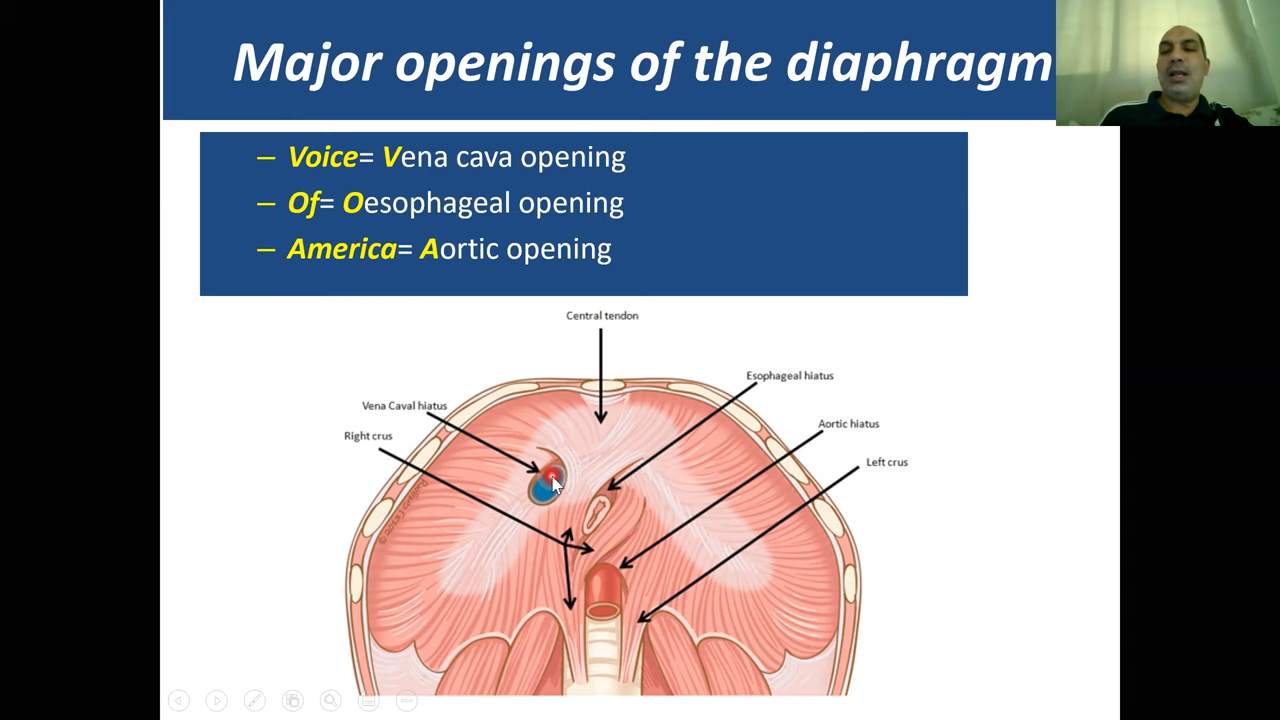 Major openings of the diaphragm
– Voice= Vena cava opening
– Of= Oesophageal opening
– America= Aortic opening
Central tendon
Esophageal hiatus
Vena Caval hiatus
Aortic hiatus
Right crus
Left crus